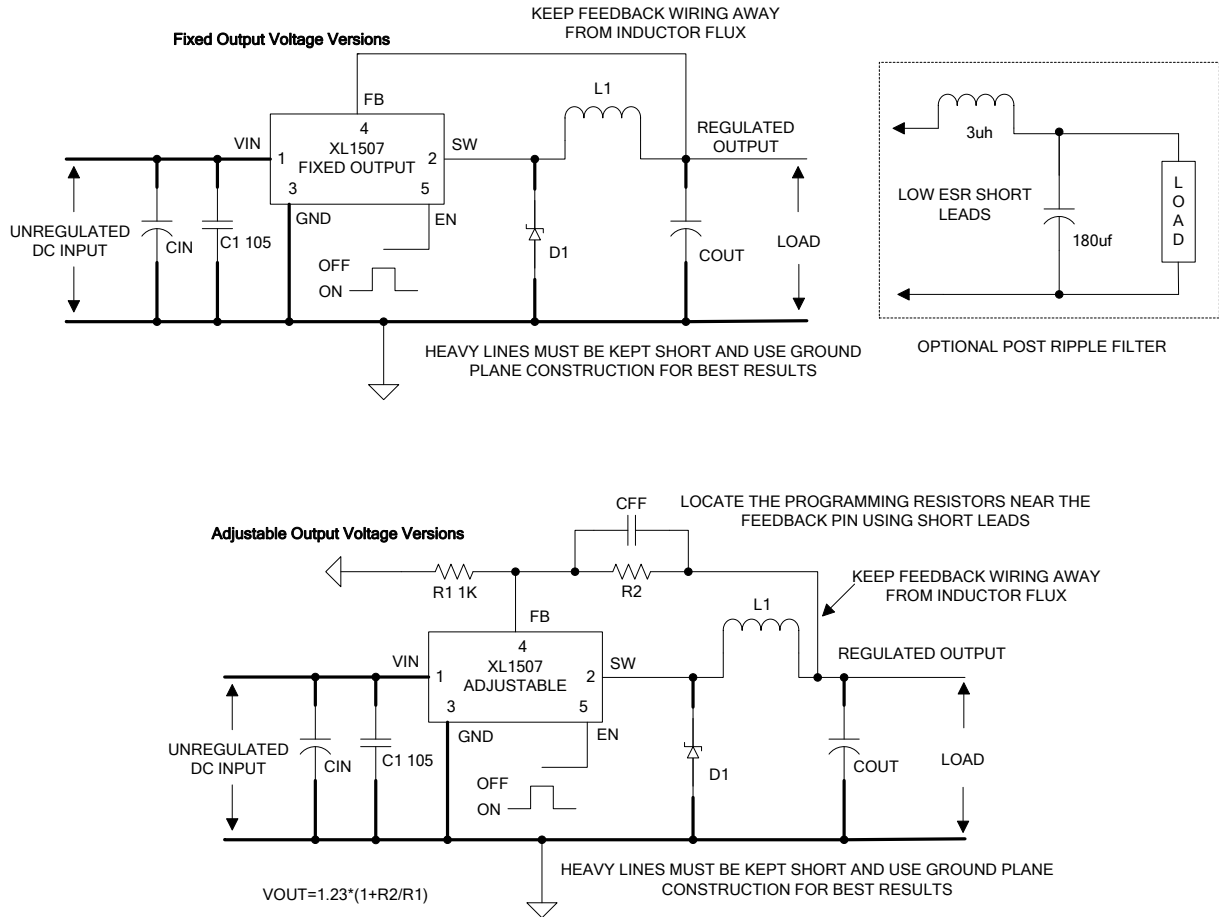 KEEP FEEDBACK WIRING AWAY
FROM INDUCTOR FLUX
Fixed Output Voltage Versions
L1
FB
4
XL1507
FIXED OUTPUT
VIN
1
2
SW
3
5
GND
EN
REGULATED
OUTPUT
UNREGULATED
DC INPUT
CIN
C1 105
OFF
ON
D1
COUT
LOAD
HEAVY LINES MUST BE KEPT SHORT AND USE GROUND
PLANE CONSTRUCTION FOR BEST RESULTS
3uh
LOW ESR SHORT
LEADS
180uf
L
O
A
D
OPTIONAL POST RIPPLE FILTER
CFF
LOCATE THE PROGRAMMING RESISTORS NEAR THE
FEEDBACK PIN USING SHORT LEADS
Adjustable Output Voltage Versions
R1 1K
R2
KEEP FEEDBACK WIRING AWAY
FROM INDUCTOR FLUX
L1
FB
4
XL1507
ADJUSTABLE
VIN
1
2
SW
3
5
GND
EN
REGULATED OUTPUT
UNREGULATED
DC INPUT
CIN
C1 105
OFF
ON
D1
COUT
LOAD
HEAVY LINES MUST BE KEPT SHORT AND USE GROUND PLANE
CONSTRUCTION FOR BEST RESULTS
VOUT=1.23*(1+R2/R1)